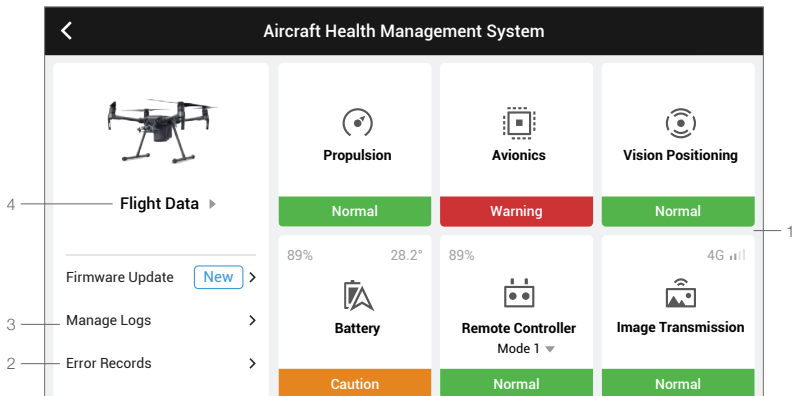 Aircraft Health Management System
Propulsion
Avionics
Vision Positioning
4
Flight Data
Normal
Warning
Normal
1
89%
28.2°
89%
4G
Firmware Update
New
3
Manage Logs
Battery
Remote Controller
Image Transmission
Mode 1
2
Error Records
Caution
Normal
Normal